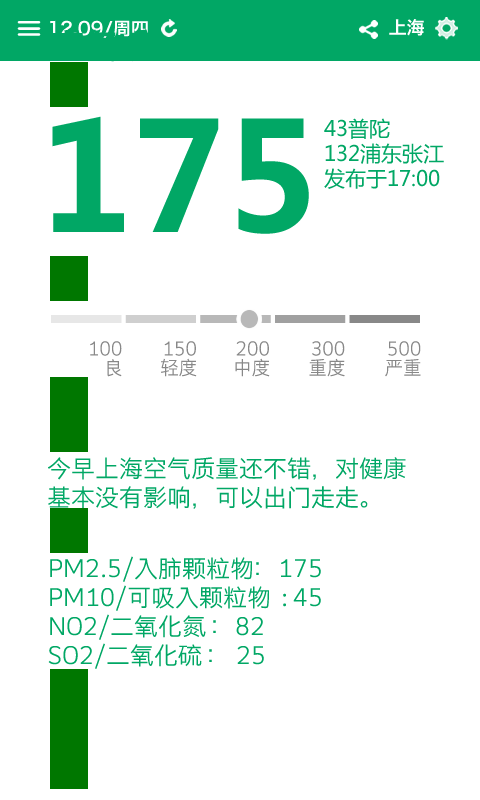 12.09/周四
上海
175
43普陀
132浦东张江
发布于17:00
100 150 200 300 500
良 轻度 中度 重度 严重
今早上海空气质量还不错，对健康
基本没有影响，可以出门走走。
PM2.5/入肺颗粒物： 175
PM10/可吸入颗粒物 : 45
NO2/二氧化氮： 82
SO2/二氧化硫： 25